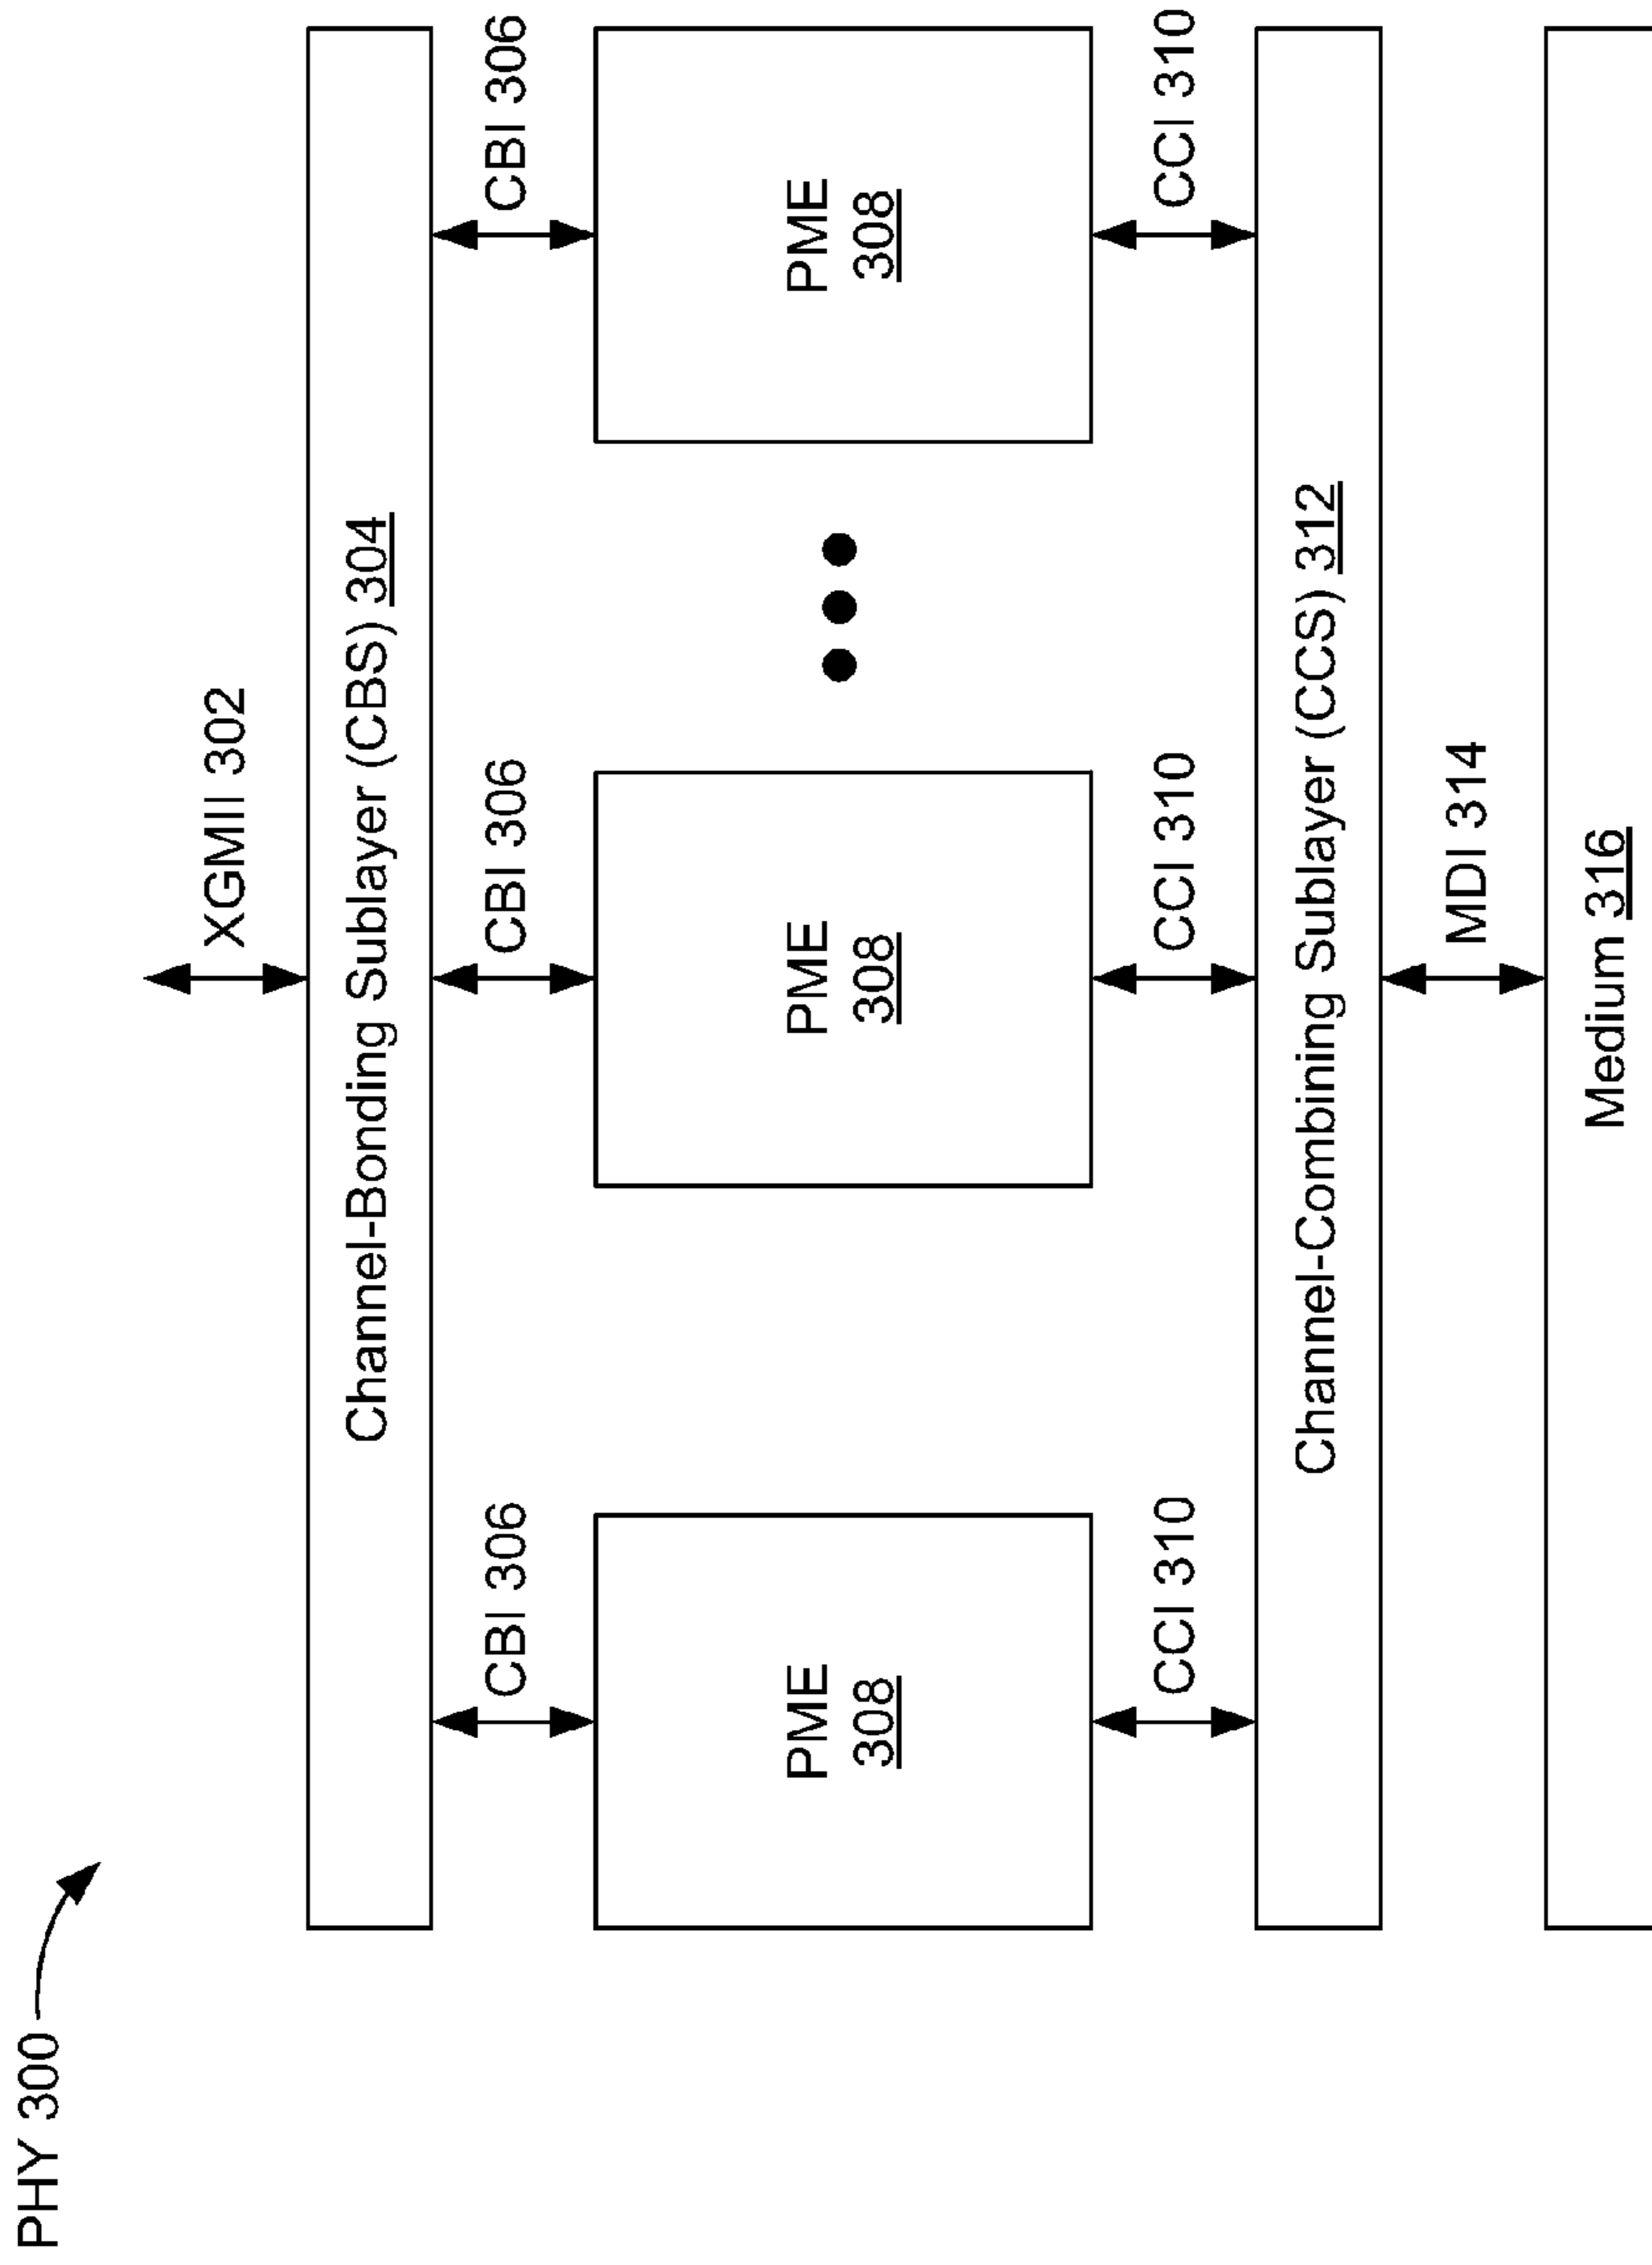 PHY 300
XGMII 302
Channel-Bonding Sublayer (CBS) 304
CBI 306
CBI 306
CBI 306
PME
308
PME
308
PME
308
CCI 310
CCI 310
CCI 310
Channel-Combining Sublayer (CCS) 312
MDI 314
Medium 316